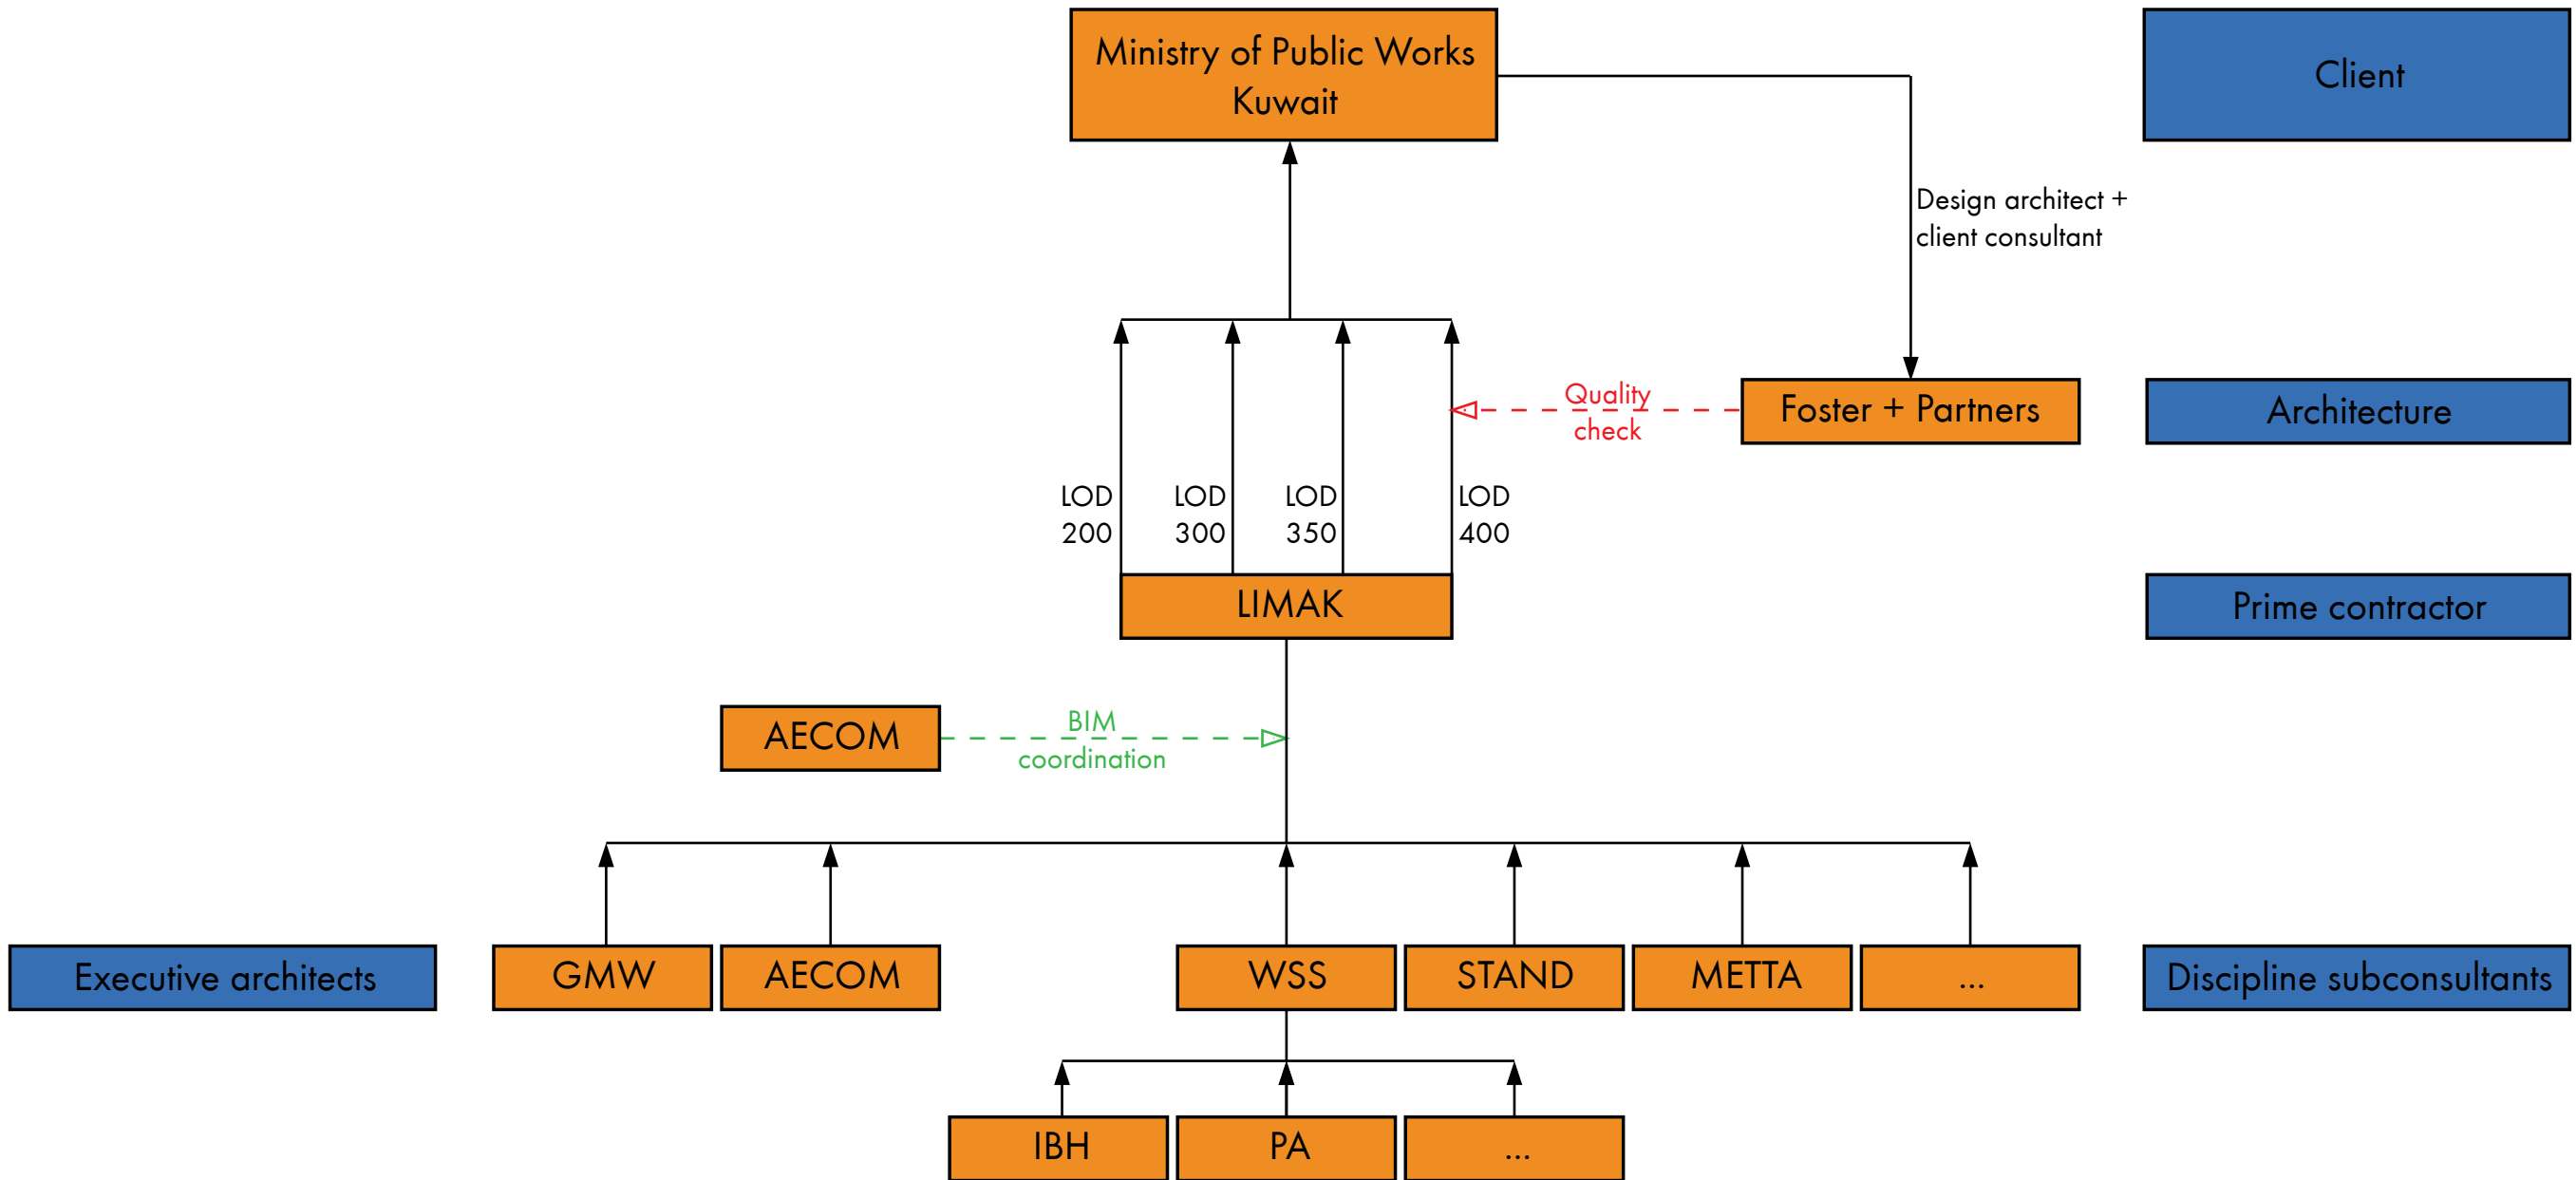 Ministry of Public Works
Kuwait
Client
Design architect +
client consultant
Quality
check
Foster + Partners
Architecture
LOD
200
LOD
300
LOD
350
LOD
400
LIMAK
Prime contractor
AECOM
BIM
coordination
Executive architects
GMW
AECOM
WSS
STAND
METTA
...
Discipline subconsultants
IBH
PA
...